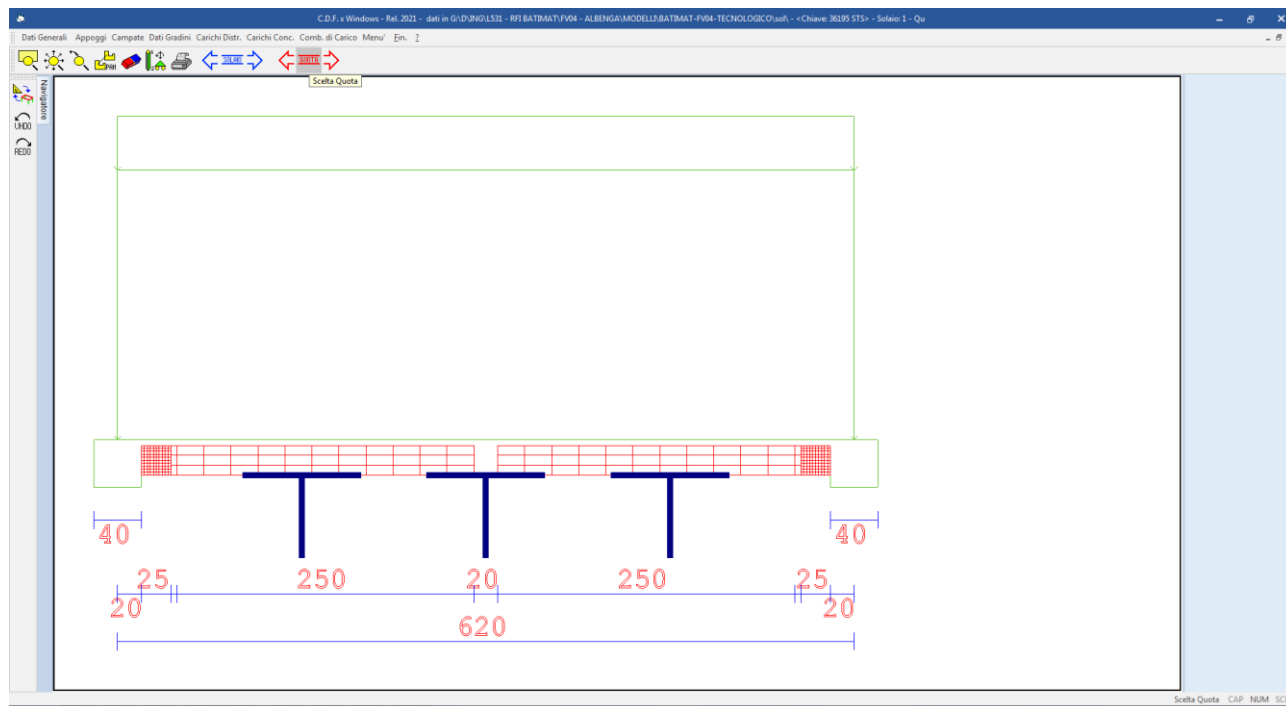 C.D.F. x Windows - Rel. 2021 - dati in G:\D\ING\L531 - RFI BATIMAT\FV04 - ALBENGA\MODELLI\BATIMAT-FV04-TECNOLOGICO\sol\ - <Chiave: 36195 STS> - Solaio: 1 - Qu
Dati Generali Appoggi Campate Dati Gradini Carichi Distr. Carichi Conc. Comb. di Carico Menu' Fin. ?
PAN SOLAIO QUOTA
Scelta Quota
Navigatore
UNDO
REDO
40 40
25 250 20 250 25
20 20
620
Scelta Quota CAP NUM SC